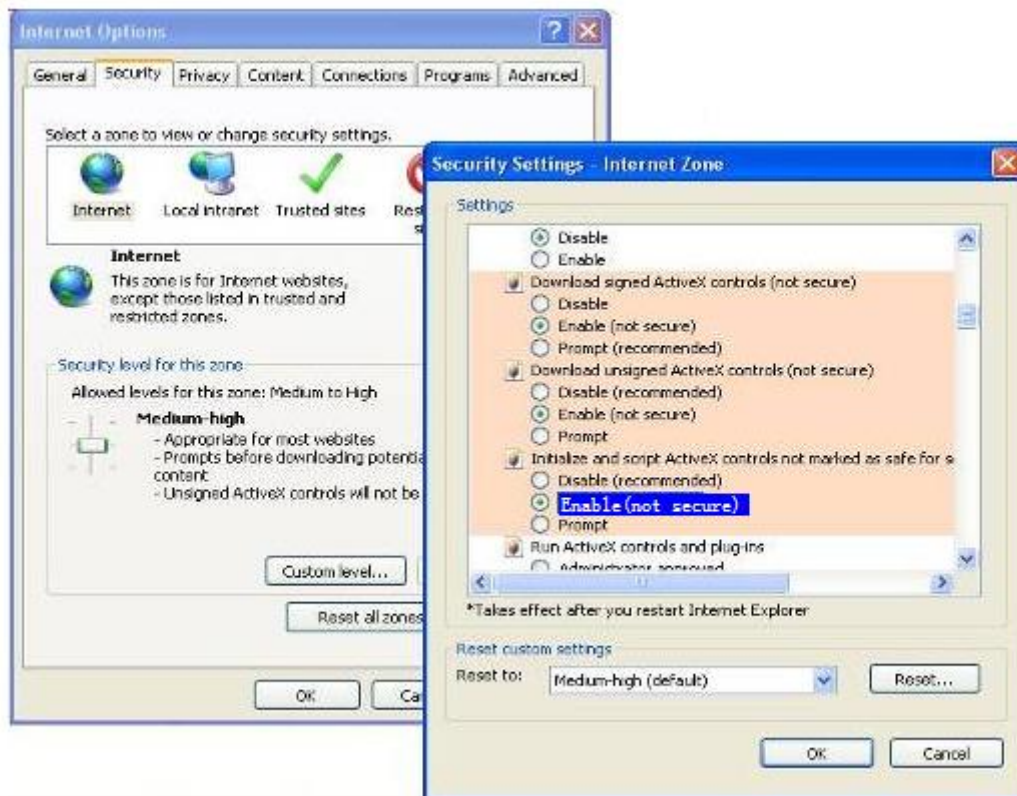 Internet Options
General Security Privacy Content Connections Programs Advanced
Select a zone to view or change security settings.
Internet Local intranet Trusted sites
Internet
This zone is for Internet websites,
except those listed in trusted and
restricted zones.
Security level for this zone
Allowed levels for this zone: Medium to High
Medium-high
- Appropriate for most websites
- Prompts before downloading
content
- Unsigned ActiveX controls will not be
Custom level...
Reset all zones
OK
Security Settings - Internet Zone
Settings
Disable
Enable
Download signed ActiveX controls (not secure)
Disable
Enable (not secure)
Prompt (recommended)
Download unsigned ActiveX controls (not secure)
Disable (recommended)
Enable (not secure)
Prompt
Initialize and script ActiveX controls not marked as safe for s
Disable (recommended)
Enable(not secure)
Prompt
Run ActiveX controls and plug-ins
Administrator approved
*Takes effect after you restart Internet Explorer
Reset custom settings
Reset to: Medium-high (default) Reset...
OK Cancel